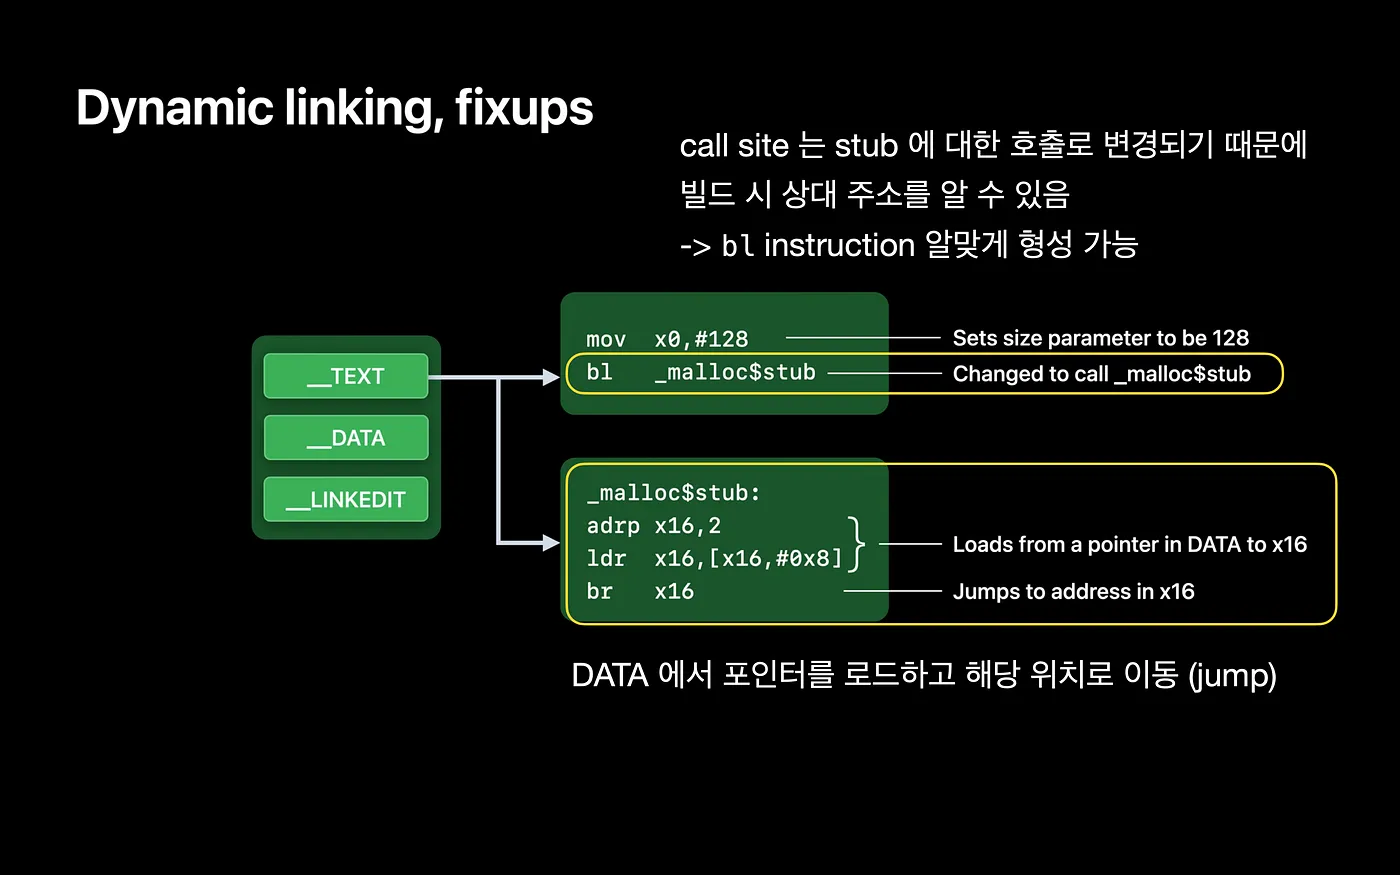 Dynamic linking, fixups
call site 는 stub 에 대한 호출로 변경되기 때문에
빌드 시 상대 주소를 알 수 있음
-> bl instruction 알맞게 형성 가능
__TEXT
__DATA
__LINKEDIT
mov x0,#128
Sets size parameter to be 128
bl _malloc$stub
Changed to call _malloc$stub
_malloc$stub:
adrp x16,2
ldr x16,[x16,#0x8]
Loads from a pointer in DATA to x16
br x16
Jumps to address in x16
DATA 에서 포인터를 로드하고 해당 위치로 이동 (jump)